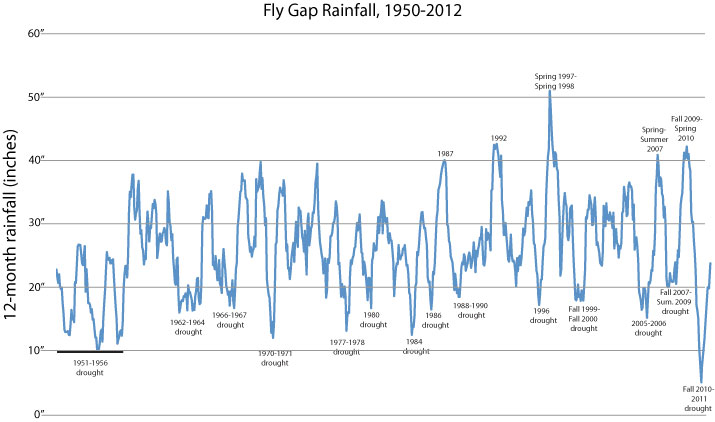 Fly Gap Rainfall, 1950-2012
12-month rainfall (inches)
60”
50”
40”
30”
20”
10”
0”
1951-1956
drought
1962-1964
drought
1966-1967
drought
1970-1971
drought
1977-1978
drought
1980
drought
1984
drought
1986
drought
1987
1988-1990
drought
1992
1996
drought
Spring 1997-
Spring 1998
Fall 1999-
Fall 2000
drought
2005-2006
drought
Spring-
Summer
2007
Fall 2007-
Sum. 2009
drought
Fall 2009-
Spring
2010
Fall 2010-
2011
drought